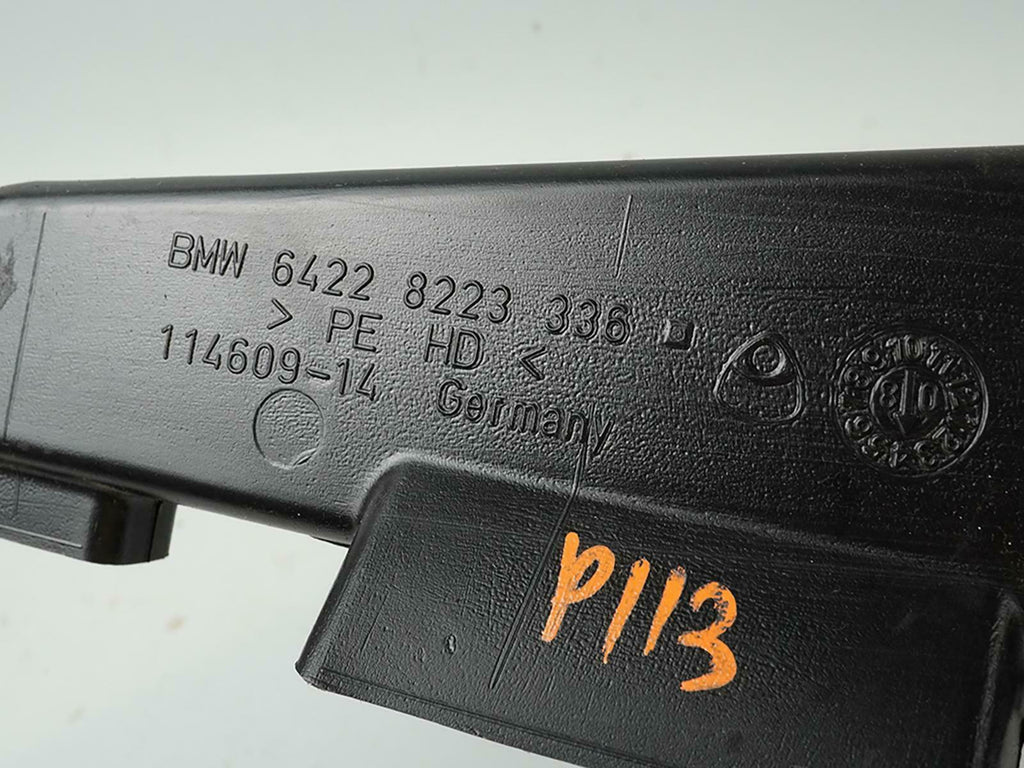 BMW 6422 8223 336
> PE HD <
114609-14 Germany
P113